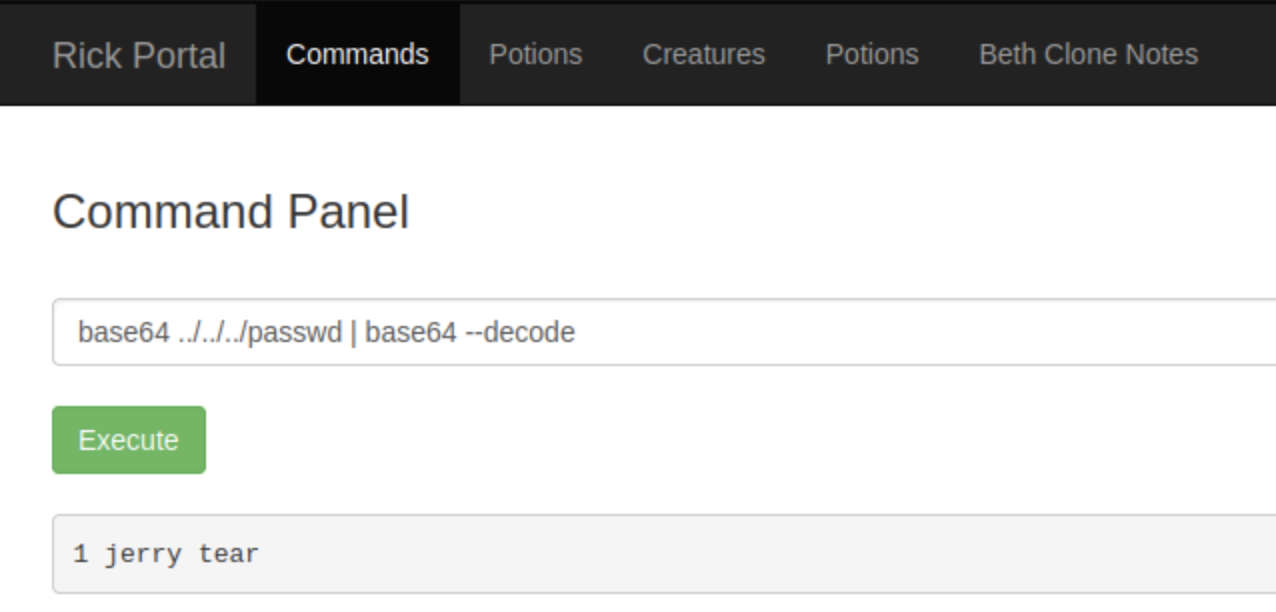 Rick Portal Commands Potions Creatures Potions Beth Clone Notes
Command Panel
base64 ../../../passwd | base64 --decode
Execute
1 jerry tear